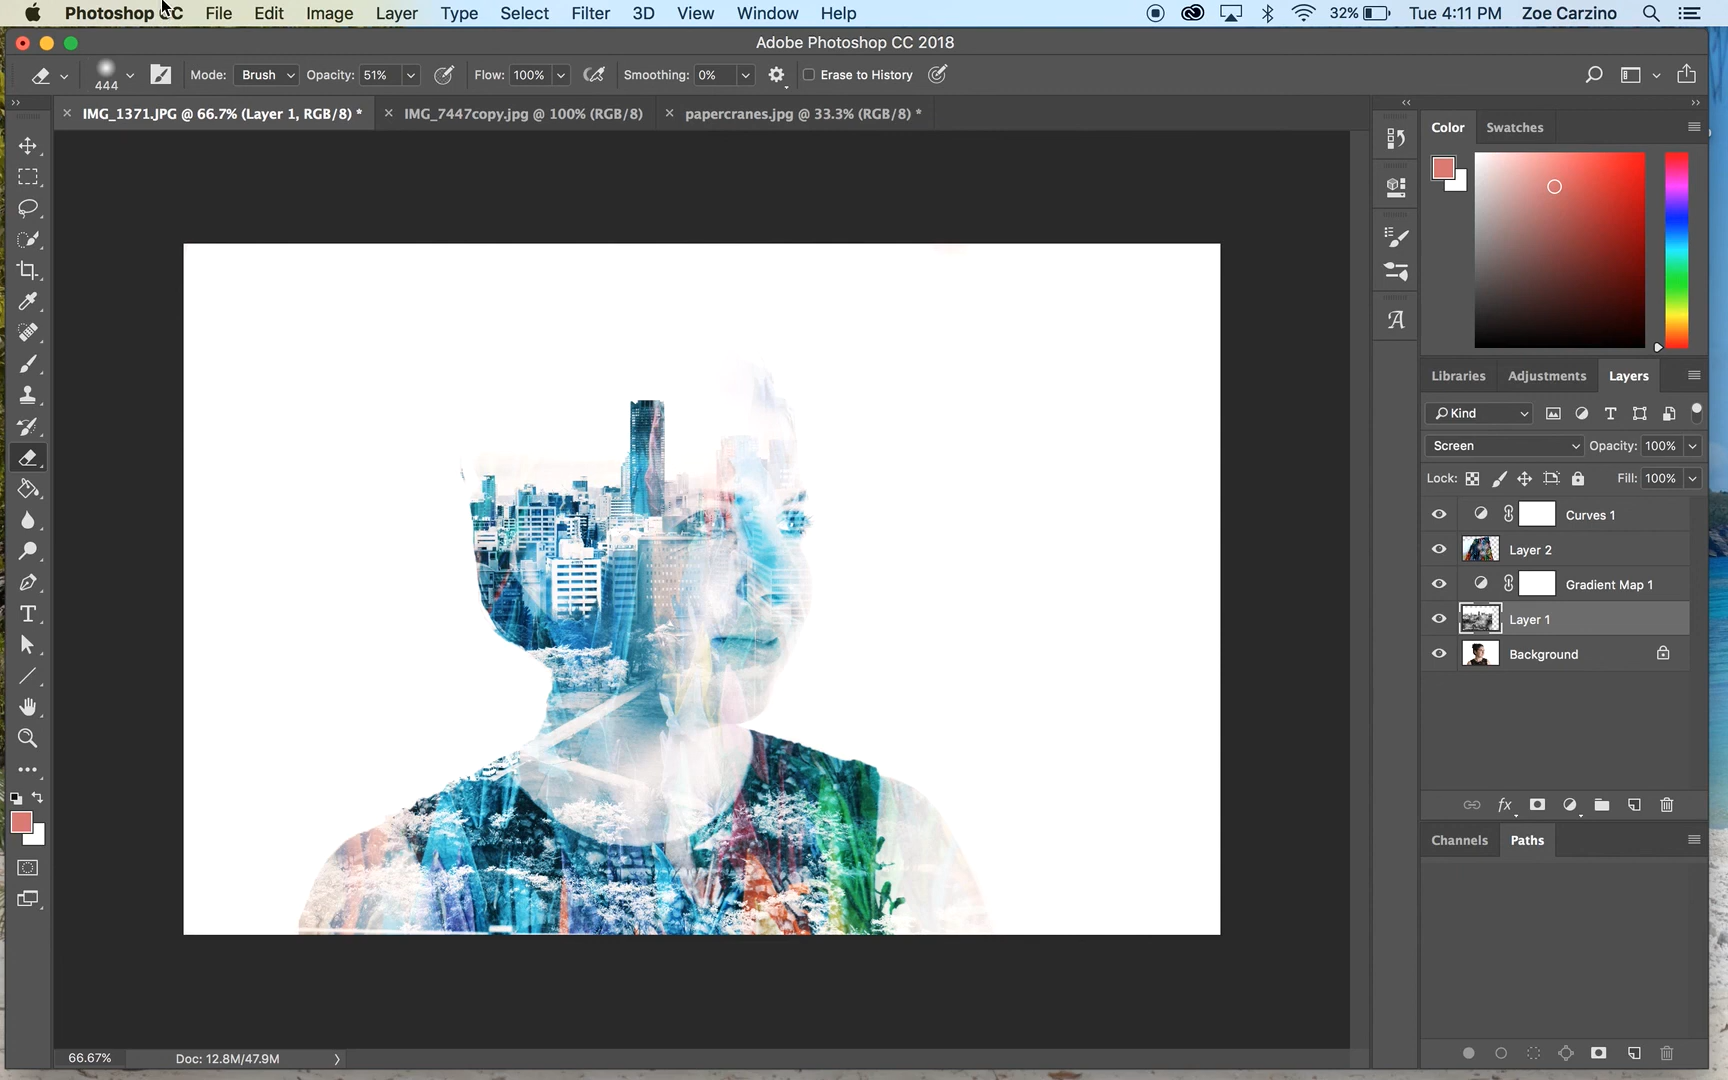 Photoshop CC File Edit Image Layer Type Select Filter 3D View Window Help 32% Tue 4:11 PM Zoe Carzino
Adobe Photoshop CC 2018
444 Mode: Brush Opacity: 51% Flow: 100% Smoothing: 0% Erase to History
IMG_1371.JPG @ 66.7% (Layer 1, RGB/8) * IMG_7447copy.jpg @ 100% (RGB/8) papercranes.jpg @ 33.3% (RGB/8) *
Color Swatches
Libraries Adjustments Layers
Kind
Screen Opacity: 100%
Lock: Fill: 100%
Curves 1
Layer 2
Gradient Map 1
Layer 1
Background
fx
Channels Paths
66.67% Doc: 12.8M/47.9M